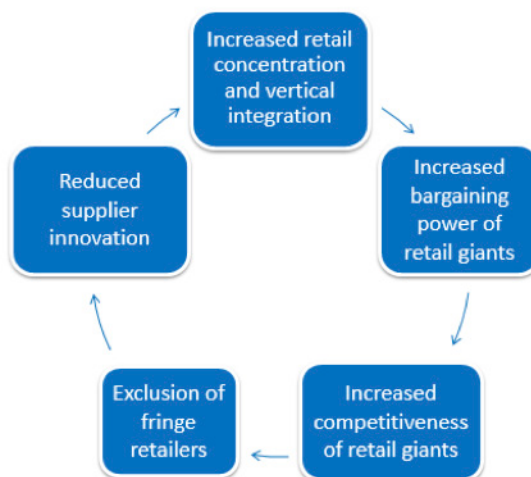 Increased retail
concentration
and vertical
integration
Increased
bargaining
power of
retail giants
Increased
competitiveness
of retail giants
Exclusion of
fringe
retailers
Reduced
supplier
innovation